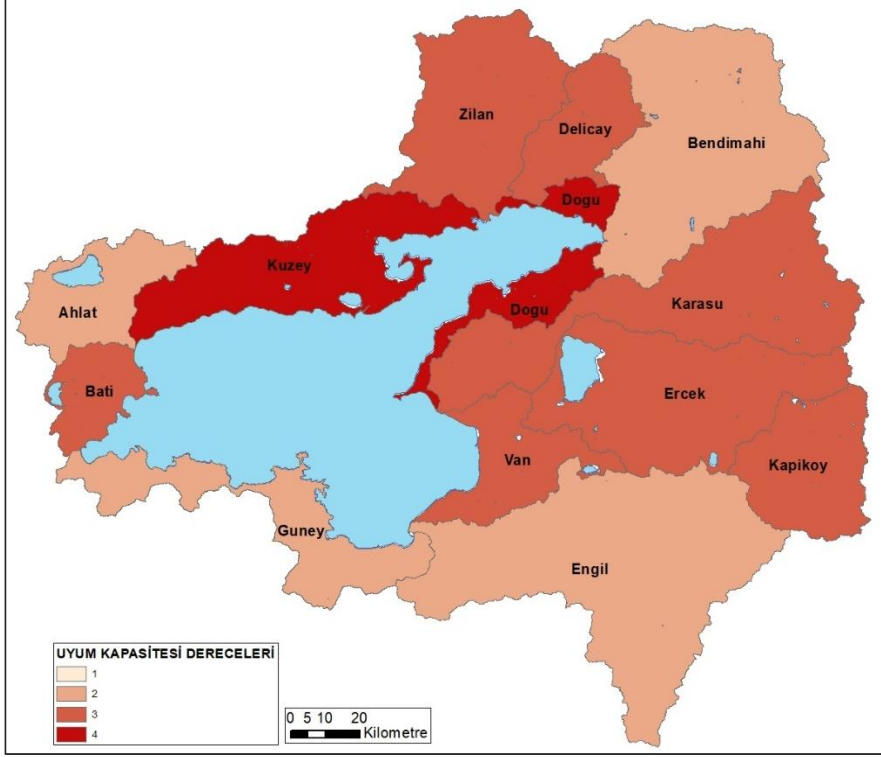 Zilan
Delicay
Bendimahi
Dogu
Kuzey
Ahlat
Dogu
Karasu
Bati
Ercek
Van
Kapikoy
Guney
Engil
UYUM KAPASİTESİ DERECELERİ
1
2
3
4
0 5 10 20
Kilometre